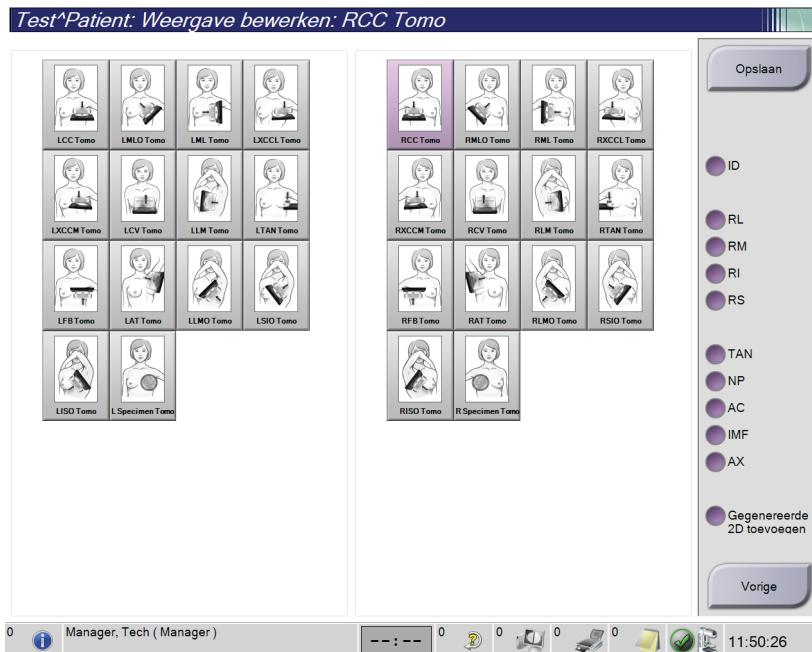 Test^Patient: Weergave bewerken: RCC Tomo
LCC Tomo
LMLO Tomo
LML Tomo
LXCCL Tomo
RCC Tomo
RMLO Tomo
RML Tomo
RXCCL Tomo
LXCCM Tomo
LCV Tomo
LLM Tomo
LTAN Tomo
RXCCM Tomo
RCV Tomo
RLM Tomo
RTAN Tomo
LFB Tomo
LAT Tomo
LLMO Tomo
LSIO Tomo
RFB Tomo
RAT Tomo
RLMO Tomo
RSIO Tomo
LISO Tomo
L Specimen Tomo
RISO Tomo
R Specimen Tomo
Opslaan
ID
RL
RM
RI
RS
TAN
NP
AC
IMF
AX
Gegenereerde
2D toevoegen
Vorige
0
Manager, Tech ( Manager )
--:--
0
0
0
0
11:50:26